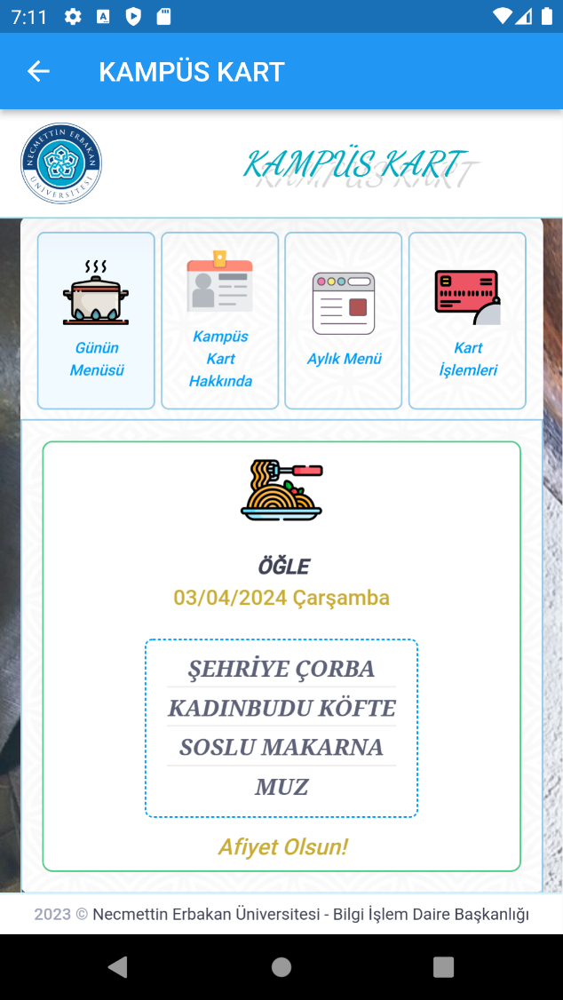 7:11
KAMPÜS KART
NECMETTİN ERBAKAN
ÜNİVERSİTESİ
KAMPÜS KART
Günün
Menüsü
Kampüs
Kart
Hakkında
Aylık Menü
Kart
İşlemleri
ÖĞLE
03/04/2024 Çarşamba
ŞEHRİYE ÇORBA
KADINBUDU KÖFTE
SOSLU MAKARNA
MUZ
Afiyet Olsun!
2023 © Necmettin Erbakan Üniversitesi - Bilgi İşlem Daire Başkanlığı